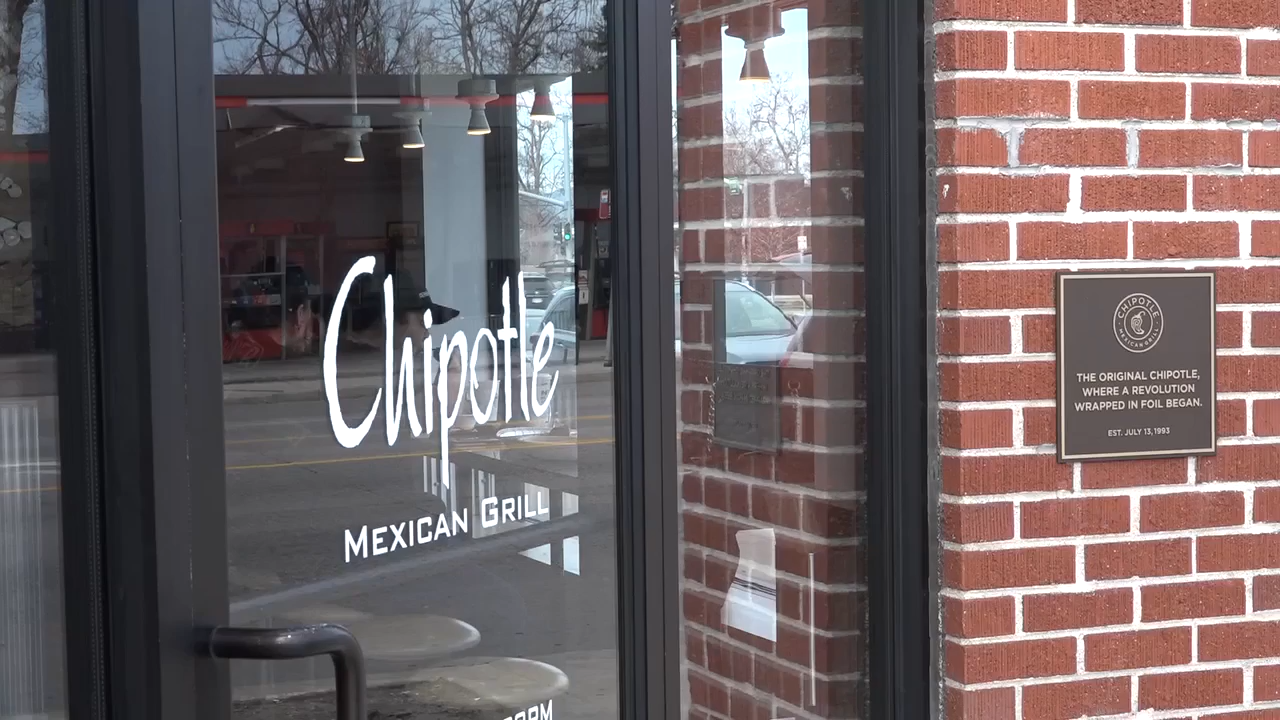 Chipotle
MEXICAN GRILL
CHIPOTLE
MEXICAN GRILL
THE ORIGINAL CHIPOTLE,
WHERE A REVOLUTION
WRAPPED IN FOIL BEGAN.
EST. JULY 13, 1993